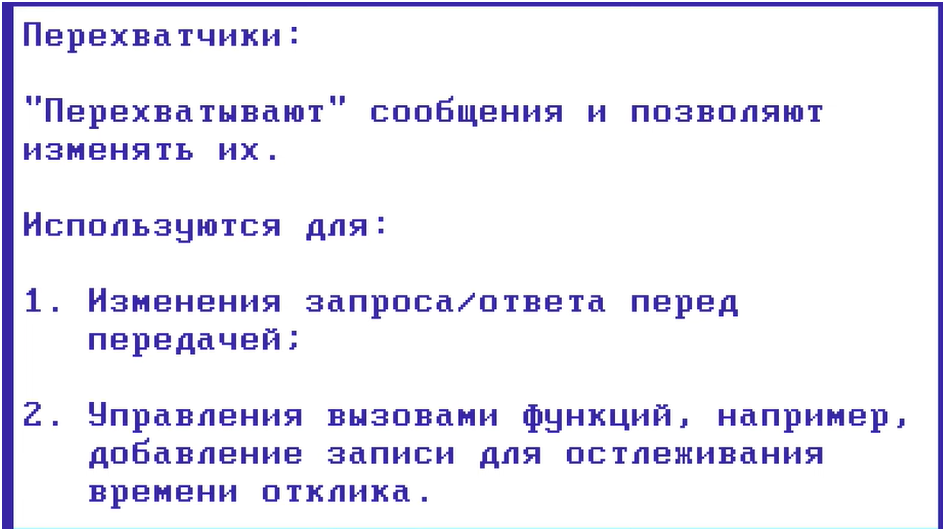 Перехватчики:
"Перехватывают" сообщения и позволяют
изменять их.
Используются для:
1. Изменения запроса/ответа перед
передачей;
2. Управления вызовами функций, например,
добавление записи для остлеживания
времени отклика.